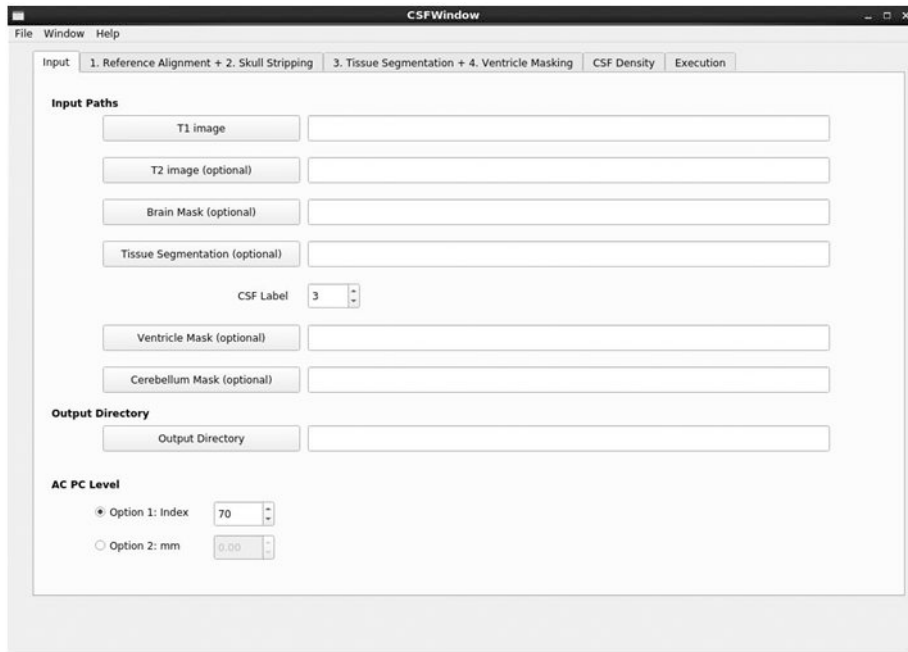 CSFWindow
File Window Help
Input 1. Reference Alignment + 2. Skull Stripping 3. Tissue Segmentation + 4. Ventricle Masking CSF Density Execution
Input Paths
T1 image
T2 image (optional)
Brain Mask (optional)
Tissue Segmentation (optional)
CSF Label 3
Ventricle Mask (optional)
Cerebellum Mask (optional)
Output Directory
Output Directory
AC PC Level
Option 1: Index 70
Option 2: mm 0.00